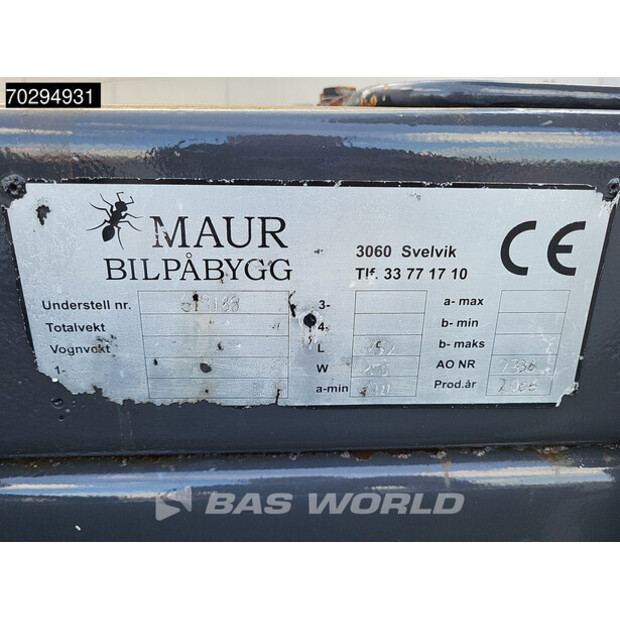 70294931
MAUR
BILPÅBYGG
3060 Svelvik
Tlf. 33 77 17 10
CE
Understell nr.
Totalvekt
Vognvekt
1-
3-
4-
L
W
a-min
a- max
b- min
b- maks
AO NR
Prod.år
BAS WORLD